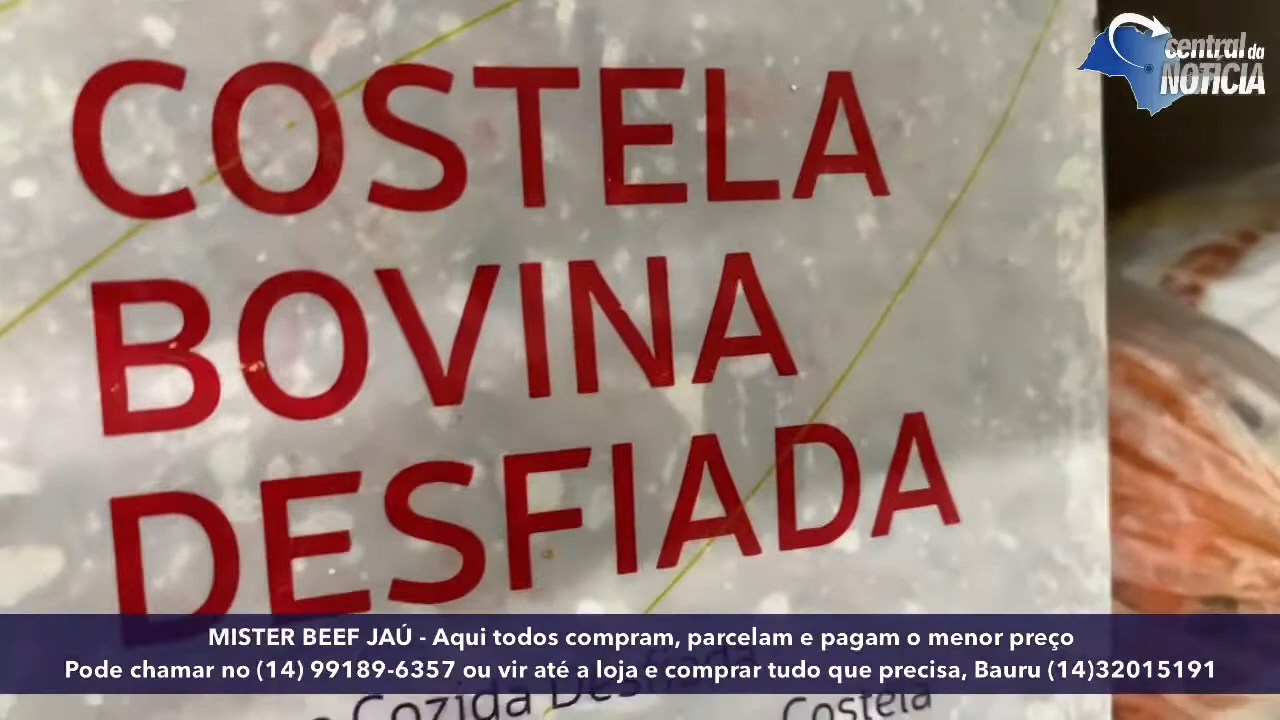 central da
NOTÍCIA
COSTELA
BOVINA
DESFIADA
MISTER BEEF JAÚ - Aqui todos compram, parcelam e pagam o menor preço
Pode chamar no (14) 99189-6357 ou vir até a loja e comprar tudo que precisa, Bauru (14)32015191
Cozida Desfiada
Costela